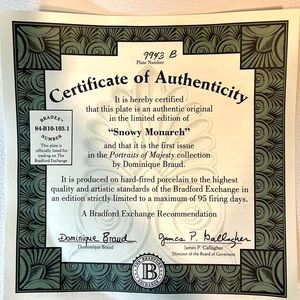 9943 B
Plate Number
Certificate of Authenticity
It is hereby certified
that this plate is an authentic original
in the limited edition of
"Snowy Monarch"
and that it is the first issue
in the Portraits of Majesty collection
by Dominique Braud.
BRADEX®
84-B10-105.1
NUMBER
This plate is
officially listed for
trading on The
Bradford Exchange
It is produced on hard-fired porcelain to the highest
quality and artistic standards of the Bradford Exchange in
an edition strictly limited to a maximum of 95 firing days.
A Bradford Exchange Recommendation
Dominique Braud
Dominique Braud
James P. Gallagher
James P. Gallagher
Director of the Board of Governors
B